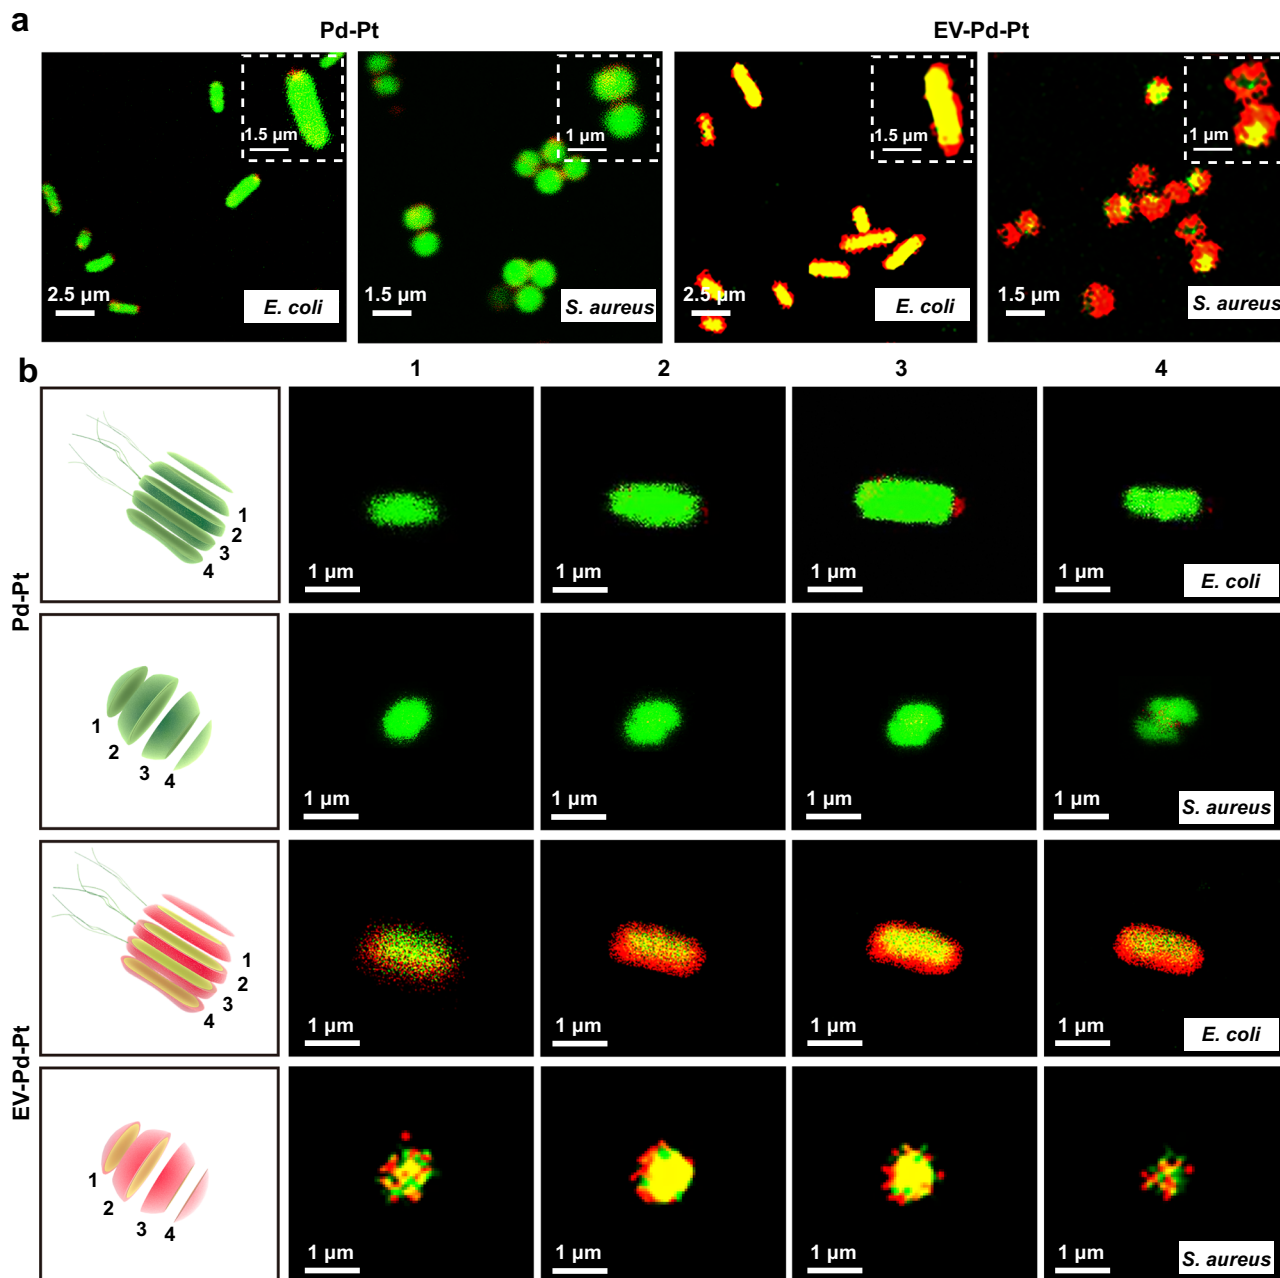 a
Pd-Pt
EV-Pd-Pt
1.5 µm
2.5 µm
E. coli
1 µm
1.5 µm
S. aureus
1.5 µm
2.5 µm
E. coli
1 µm
1.5 µm
S. aureus
b
1
2
3
4
Pd-Pt
1
2
3
4
1 µm
1 µm
1 µm
1 µm
E. coli
1
2
3
4
1 µm
1 µm
1 µm
1 µm
S. aureus
EV-Pd-Pt
1
2
3
4
1 µm
1 µm
1 µm
1 µm
E. coli
1
2
3
4
1 µm
1 µm
1 µm
1 µm
S. aureus